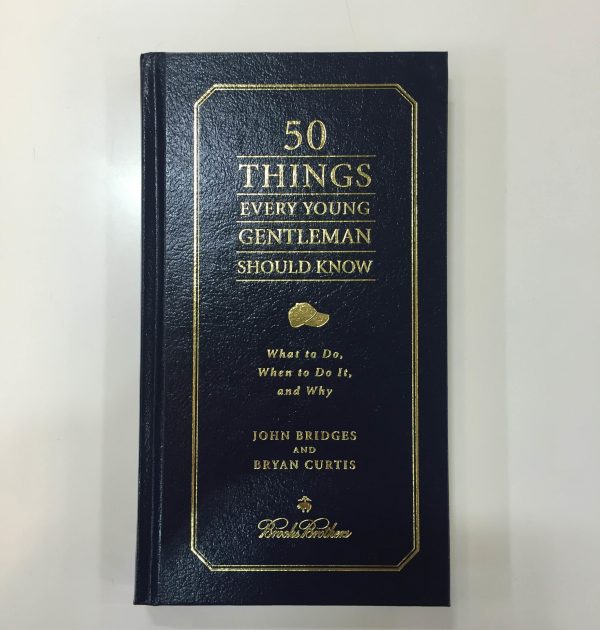 50
THINGS
EVERY YOUNG
GENTLEMAN
SHOULD KNOW
What to Do,
When to Do It,
and Why
JOHN BRIDGES
AND
BRYAN CURTIS
Brooks Brothers